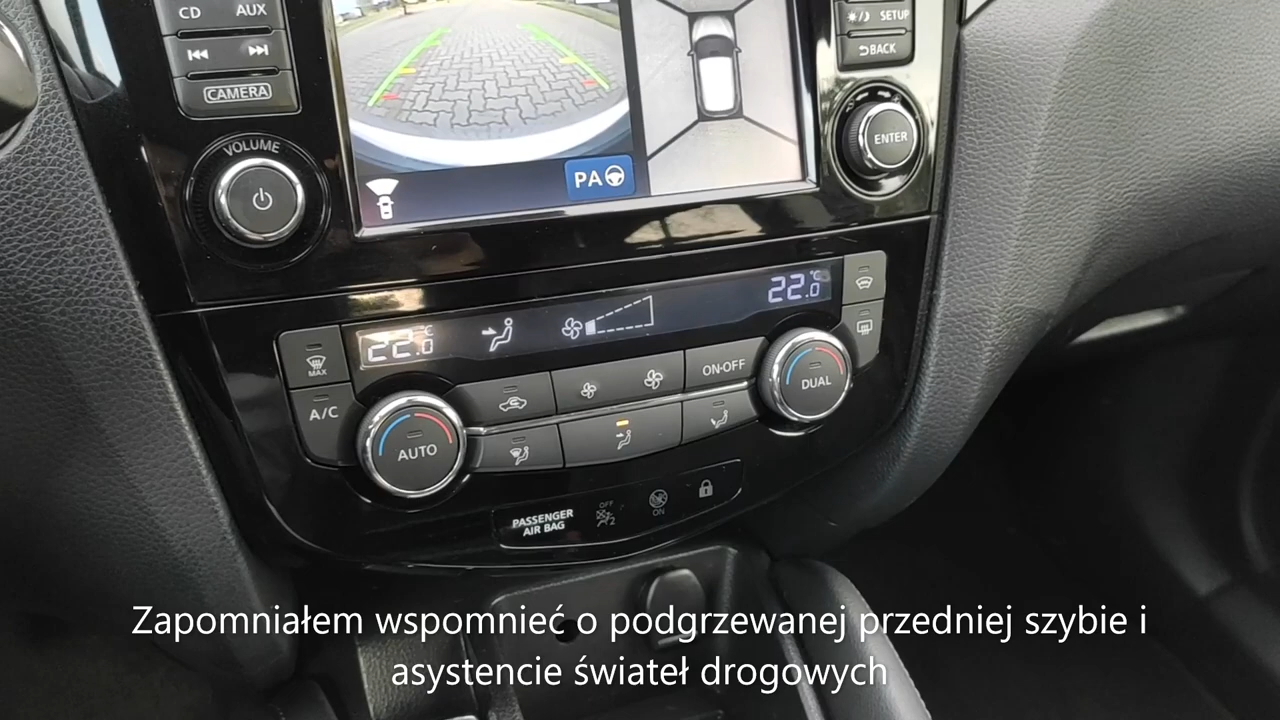 CD AUX
SETUP
BACK
CAMERA
VOLUME
ENTER
PA
22.0 °C
22.0 °C
MAX
A/C
AUTO
ON·OFF
DUAL
PASSENGER
AIR BAG
OFF
2
ON
Zapomniałem wspomnieć o podgrzewanej przedniej szybie i
asystencie świateł drogowych